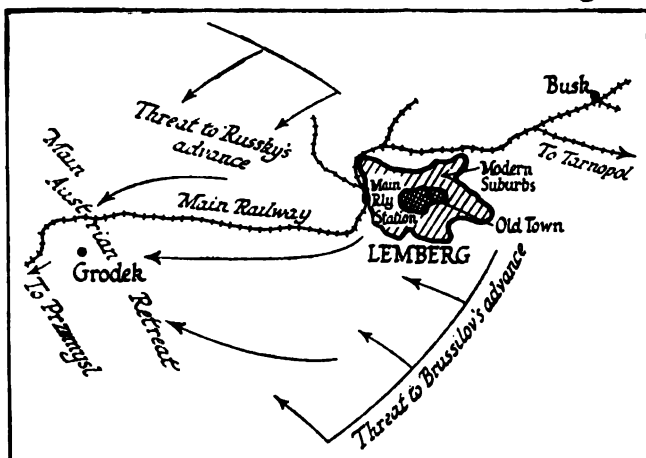 Busk
Threat to Russky's
advance
To Tarnopol
Modern
Suburbs
Main
Rly
Station
Old Town
LEMBERG
Main Railway
Main Austrian Retreat
Grodek
To Przemysl
Threat to Brussilov's advance